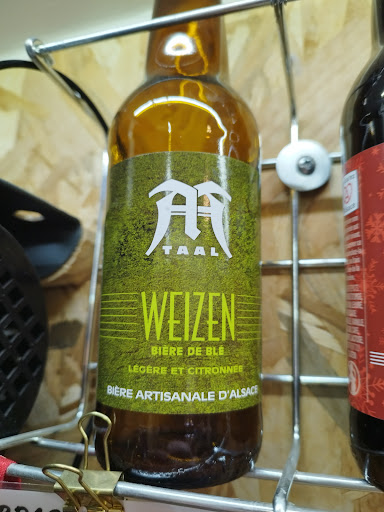 TAAL
WEIZEN
BIÈRE DE BLÉ
LÉGÈRE ET CITRONNÉE
BIÈRE ARTISANALE D'ALSACE